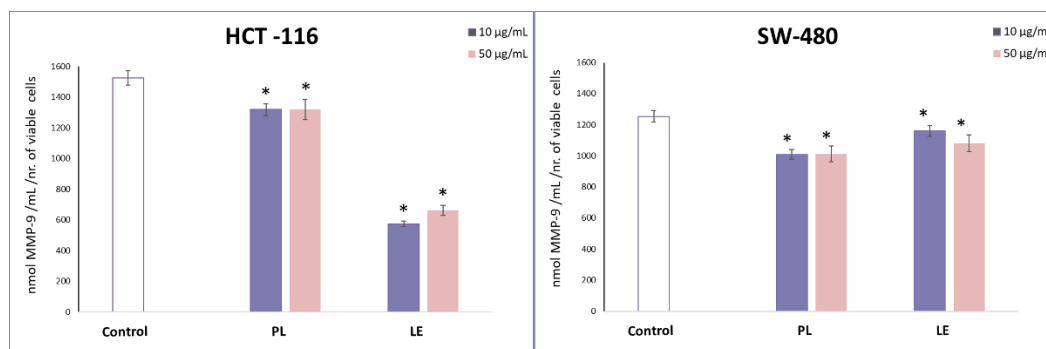 HCT -116
10 µg/mL
50 µg/mL
nmol MMP-9 /mL /nr. of viable cells
1600
1400
1200
1000
800
600
400
200
0
* * * *
Control PL LE
SW-480
10 µg/mL
50 µg/mL
nmol MMP-9 /mL /nr. of viable cells
1600
1400
1200
1000
800
600
400
200
0
* * * *
Control PL LE